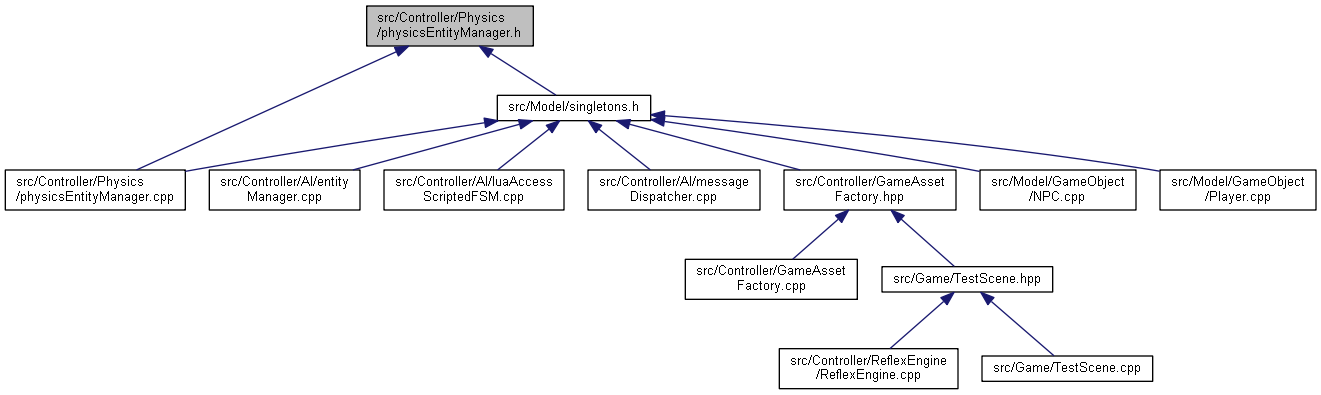 src/Controller/Physics
/physicsEntityManager.h
src/Model/singletons.h
src/Controller/Physics
/physicsEntityManager.cpp
src/Controller/AI/entity
Manager.cpp
src/Controller/AI/luaAccess
ScriptedFSM.cpp
src/Controller/AI/message
Dispatcher.cpp
src/Controller/GameAsset
Factory.hpp
src/Model/GameObject
/NPC.cpp
src/Model/GameObject
/Player.cpp
src/Controller/GameAsset
Factory.cpp
src/Game/TestScene.hpp
src/Controller/ReflexEngine
/ReflexEngine.cpp
src/Game/TestScene.cpp